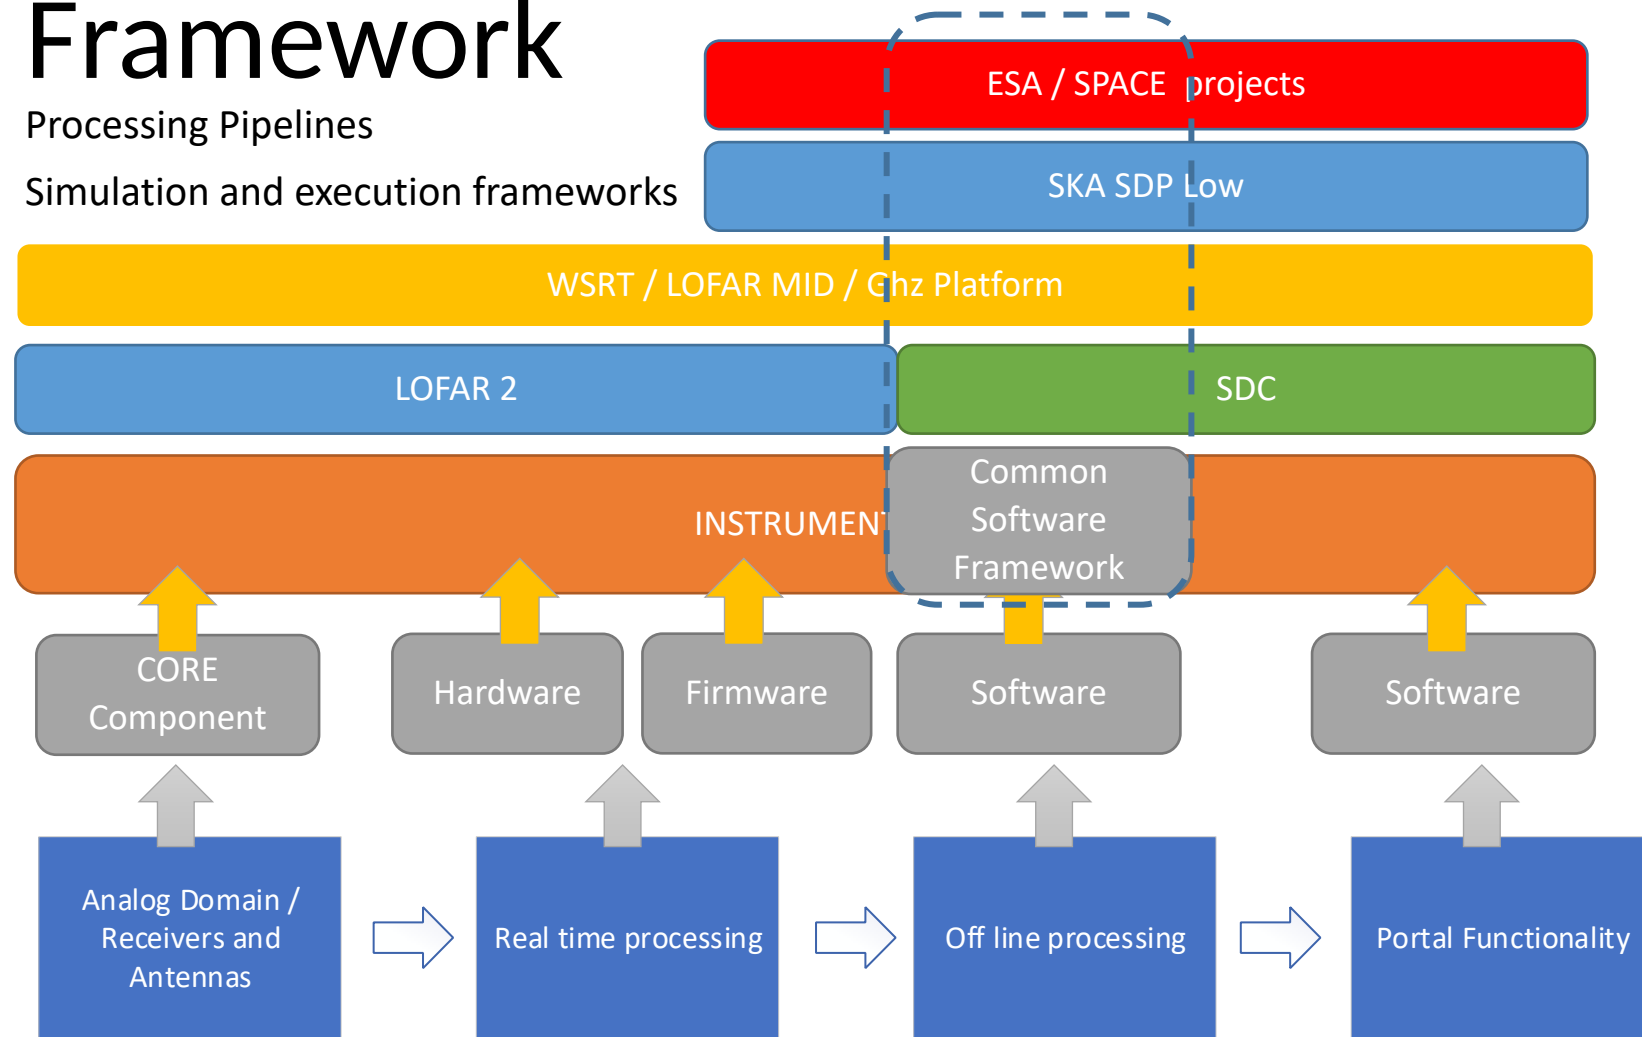 Framework
Processing Pipelines
Simulation and execution frameworks
ESA / SPACE projects
SKA SDP Low
WSRT / LOFAR MID / Ghz Platform
LOFAR 2
SDC
INSTRUMENT
Common
Software
Framework
CORE
Component
Hardware
Firmware
Software
Software
Analog Domain /
Receivers and
Antennas
Real time processing
Off line processing
Portal Functionality